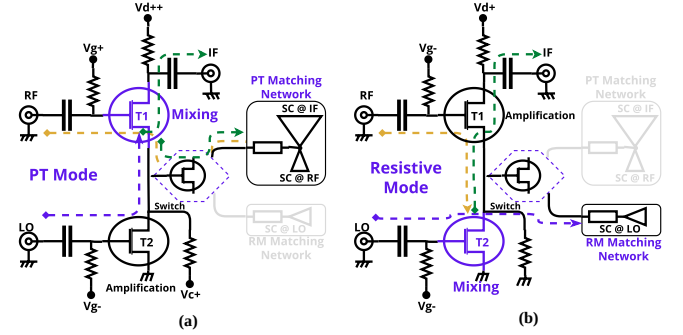 Vd++
Vg+
IF
RF
PT Matching
Network
SC @ IF
T1
Mixing
SC @ RF
PT Mode
Switch
LO
SC @ LO
RM Matching
Network
T2
Amplification
Vg-
Vc+
(a)
Vd+
Vg-
IF
RF
PT Matching
Network
SC @ IF
T1
Amplification
SC @ RF
Resistive
Mode
Switch
LO
SC @ LO
RM Matching
Network
T2
Mixing
Vg-
(b)